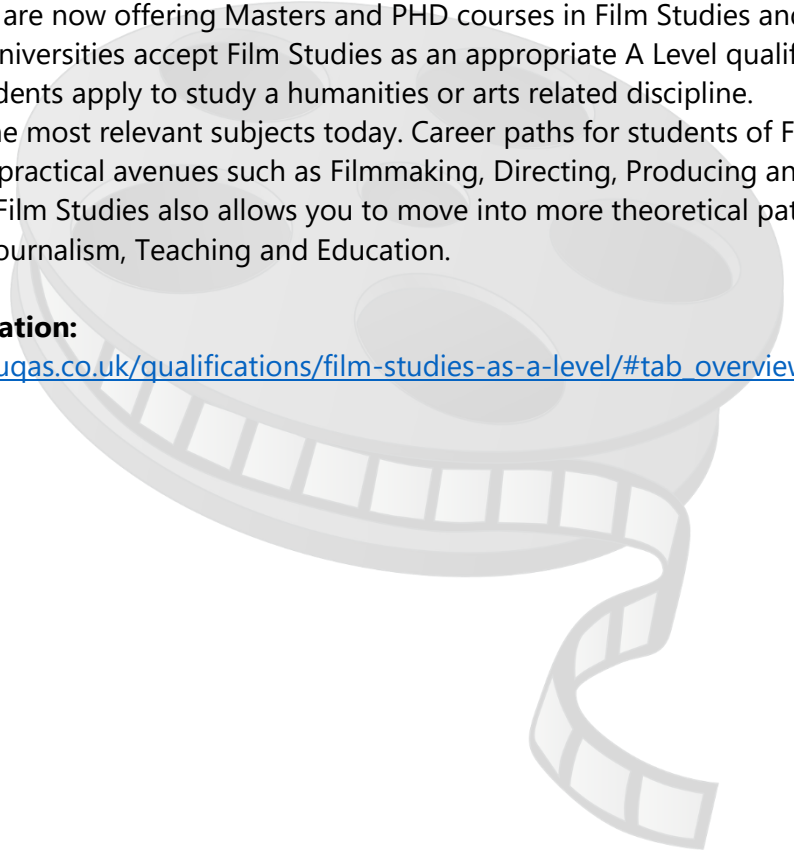 are now offering Masters and PHD courses in Film Studies and
niversities accept Film Studies as an appropriate A Level qualif
dents apply to study a humanities or arts related discipline.
he most relevant subjects today. Career paths for students of F
practical avenues such as Filmmaking, Directing, Producing an
Film Studies also allows you to move into more theoretical pat
ournalism, Teaching and Education.
ation:
uqas.co.uk/qualifications/film-studies-as-a-level/#tab_overview